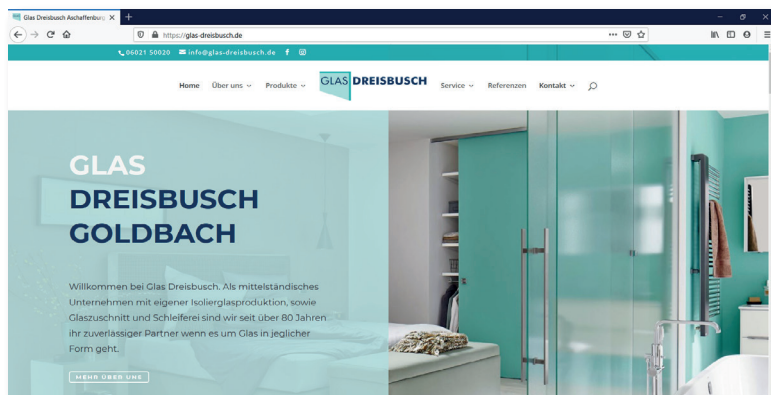 Glas Dreisbusch Aschaffenburg
https://glas-dreisbusch.de
06021 50020 info@glas-dreisbusch.de
Home Über uns Produkte GLAS DREISBUSCH Service Referenzen Kontakt
GLAS
DREISBUSCH
GOLDBACH
Willkommen bei Glas Dreisbusch. Als mittelständisches
Unternehmen mit eigener Isolierglasproduktion, sowie
Glaszuschnitt und Schleiferei sind wir seit über 80 Jahren
ihr zuverlässiger Partner wenn es um Glas in jeglicher
Form geht.
MEHR ÜBER UNS